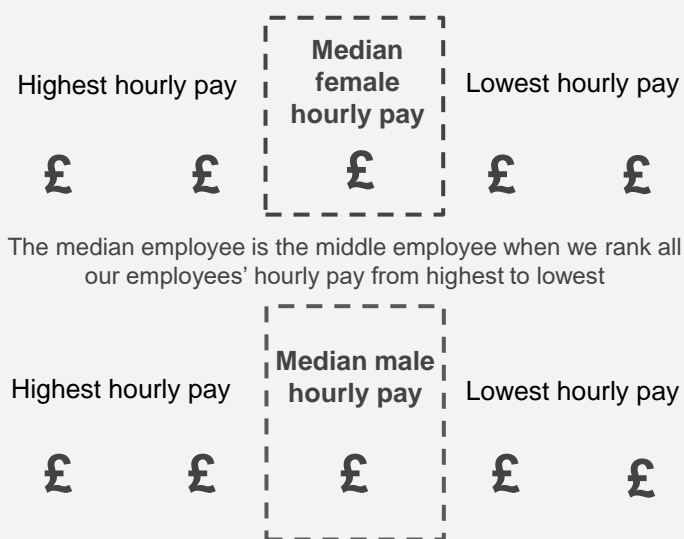 Median
female
hourly pay
Highest hourly pay
Lowest hourly pay
£ £ £ £ £
The median employee is the middle employee when we rank all
our employees’ hourly pay from highest to lowest
Median male
hourly pay
Highest hourly pay
Lowest hourly pay
£ £ £ £ £